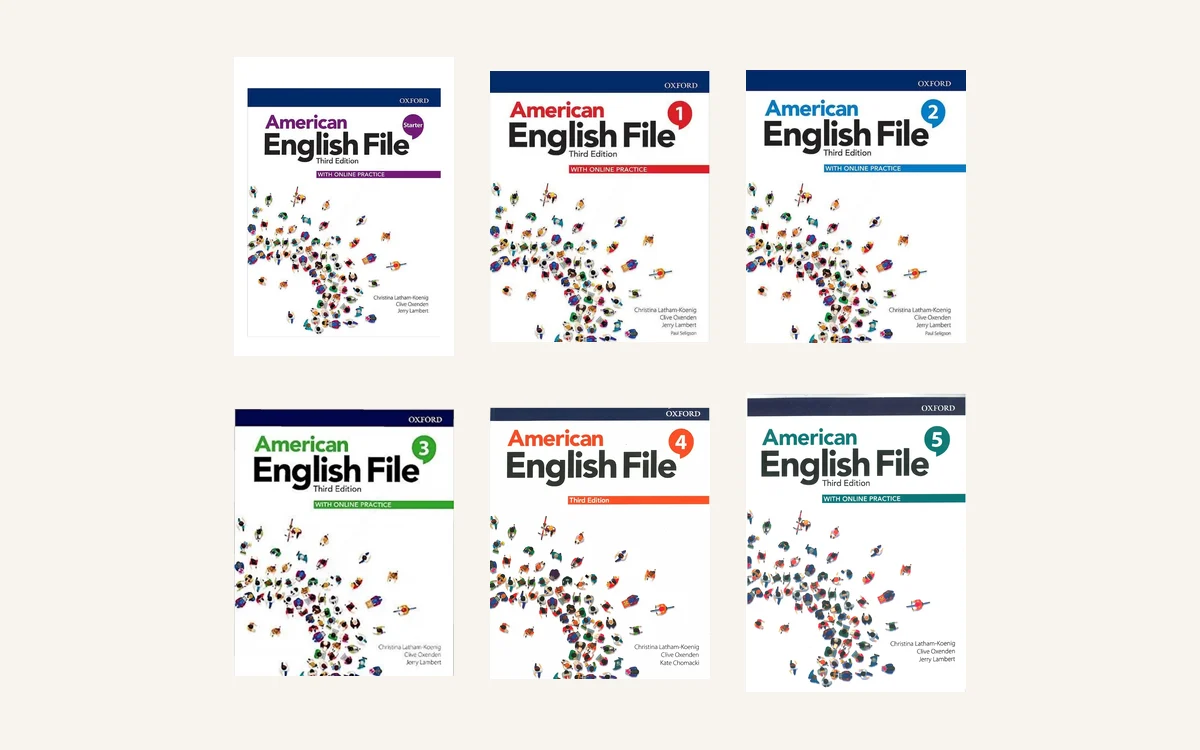 OXFORD
American
Starter
English File
Third Edition
WITH ONLINE PRACTICE
Christina Latham-Koenig
Clive Oxenden
Jerry Lambert
OXFORD
American
1
English File
Third Edition
WITH ONLINE PRACTICE
Christina Latham-Koenig
Clive Oxenden
Jerry Lambert
Paul Seligson
OXFORD
American
2
English File
Third Edition
WITH ONLINE PRACTICE
Christina Latham-Koenig
Clive Oxenden
Jerry Lambert
Paul Seligson
OXFORD
American
3
English File
Third Edition
WITH ONLINE PRACTICE
Christina Latham-Koenig
Clive Oxenden
Jerry Lambert
OXFORD
American
4
English File
Third Edition
Christina Latham-Koenig
Clive Oxenden
Kate Chomacki
OXFORD
American
5
English File
Third Edition
WITH ONLINE PRACTICE
Christina Latham-Koenig
Clive Oxenden
Jerry Lambert